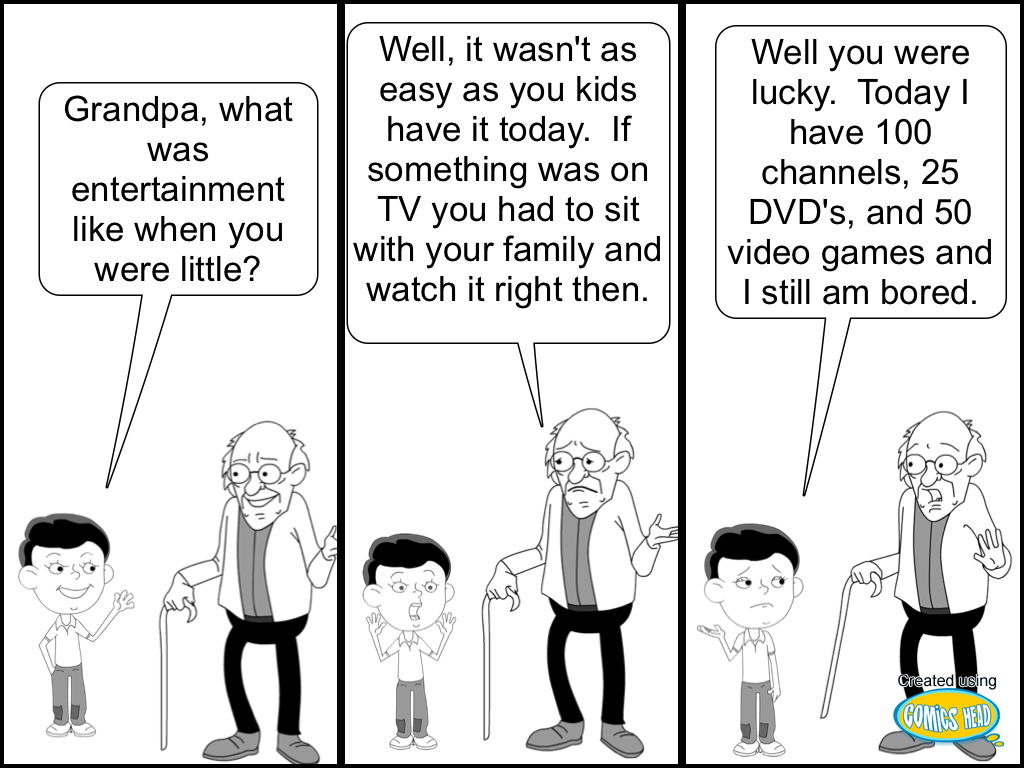 Grandpa, what
was
entertainment
like when you
were little?
Well, it wasn't as
easy as you kids
have it today.  If
something was on
TV you had to sit
with your family and
watch it right then.
Well you were
lucky.  Today I
have 100
channels, 25
DVD's, and 50
video games and
I still am bored.
Created using
COMICS HEAD